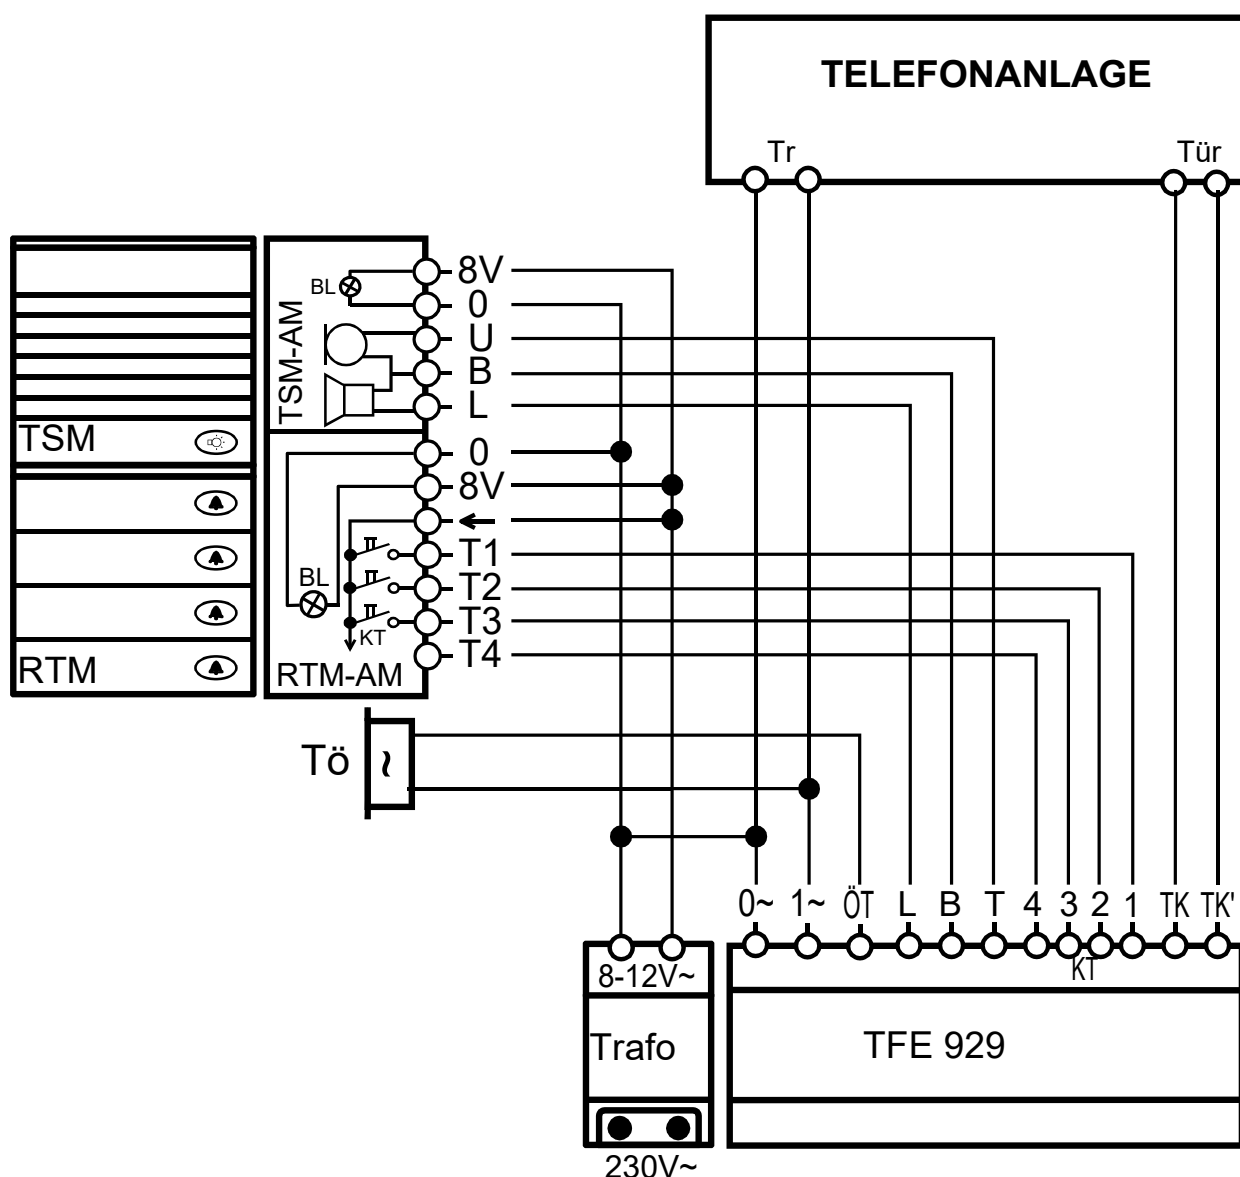 TELEFONANLAGE
Tr
Tür
TSM
RTM
BL
TSM-AM
8V
0
U
B
L
0
8V
T1
T2
T3
T4
BL
KT
RTM-AM
Tö
~
0~ 1~ ÖT L B T 4 3 2 1 TK TK'
KT
8-12V~
Trafo
TFE 929
230V~